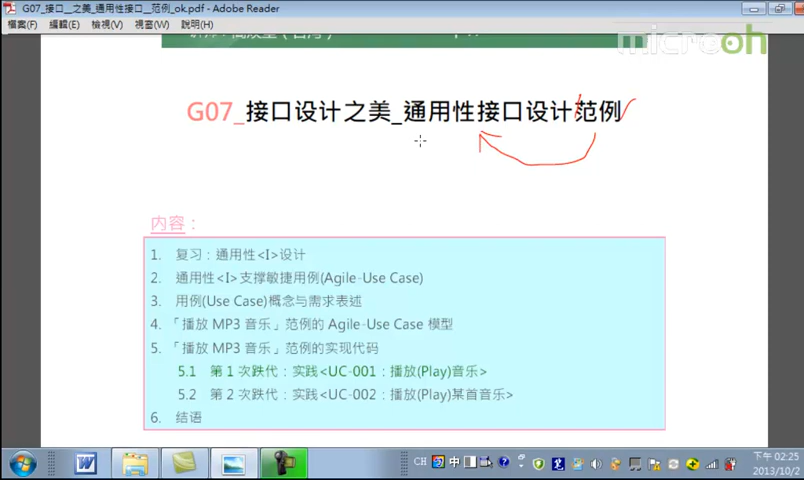 G07_接口__之美_通用性接口__范例_ok.pdf - Adobe Reader
檔案(F) 編輯(E) 檢視(V) 視窗(W) 說明(H)
microoh
G07_接口设计之美_通用性接口设计范例
内容：
1. 复习：通用性<I>设计
2. 通用性<I>支撑敏捷用例(Agile-Use Case)
3. 用例(Use Case)概念与需求表述
4. 「播放 MP3 音乐」范例的 Agile-Use Case 模型
5. 「播放 MP3 音乐」范例的实现代码
5.1 第 1 次跌代：实践<UC-001：播放(Play)音乐>
5.2 第 2 次跌代：实践<UC-002：播放(Play)某首音乐>
6. 结语
CH 中
下午 02:25
2013/10/2